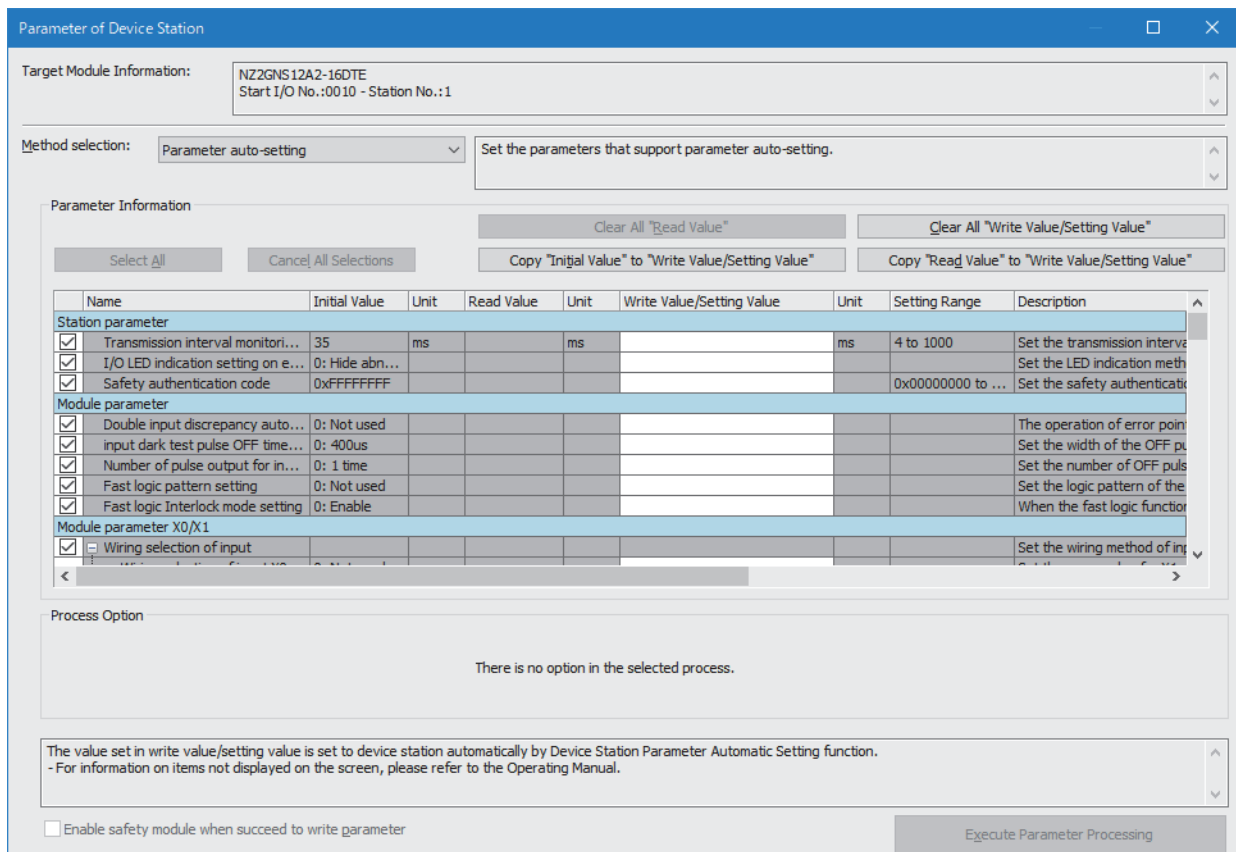 Parameter of Device Station
Target Module Information:
NZ2GNS12A2-16DTE
Start I/O No.:0010 - Station No.:1
Method selection:
Parameter auto-setting
Set the parameters that support parameter auto-setting.
Parameter Information
Clear All "Read Value"
Clear All "Write Value/Setting Value"
Select All
Cancel All Selections
Copy "Initial Value" to "Write Value/Setting Value"
Copy "Read Value" to "Write Value/Setting Value"
Name Initial Value Unit Read Value Unit Write Value/Setting Value Unit Setting Range Description
Station parameter
Transmission interval monitori... 35 ms ms ms 4 to 1000 Set the transmission interva
I/O LED indication setting on e... 0: Hide abn... Set the LED indication meth
Safety authentication code 0xFFFFFFFF 0x00000000 to ... Set the safety authenticatio
Module parameter
Double input discrepancy auto... 0: Not used The operation of error poin
input dark test pulse OFF time... 0: 400us Set the width of the OFF pu
Number of pulse output for in... 0: 1 time Set the number of OFF puls
Fast logic pattern setting 0: Not used Set the logic pattern of the
Fast logic Interlock mode setting 0: Enable When the fast logic function
Module parameter X0/X1
Wiring selection of input Set the wiring method of inp
Process Option
There is no option in the selected process.
The value set in write value/setting value is set to device station automatically by Device Station Parameter Automatic Setting function.
- For information on items not displayed on the screen, please refer to the Operating Manual.
Enable safety module when succeed to write parameter
Execute Parameter Processing